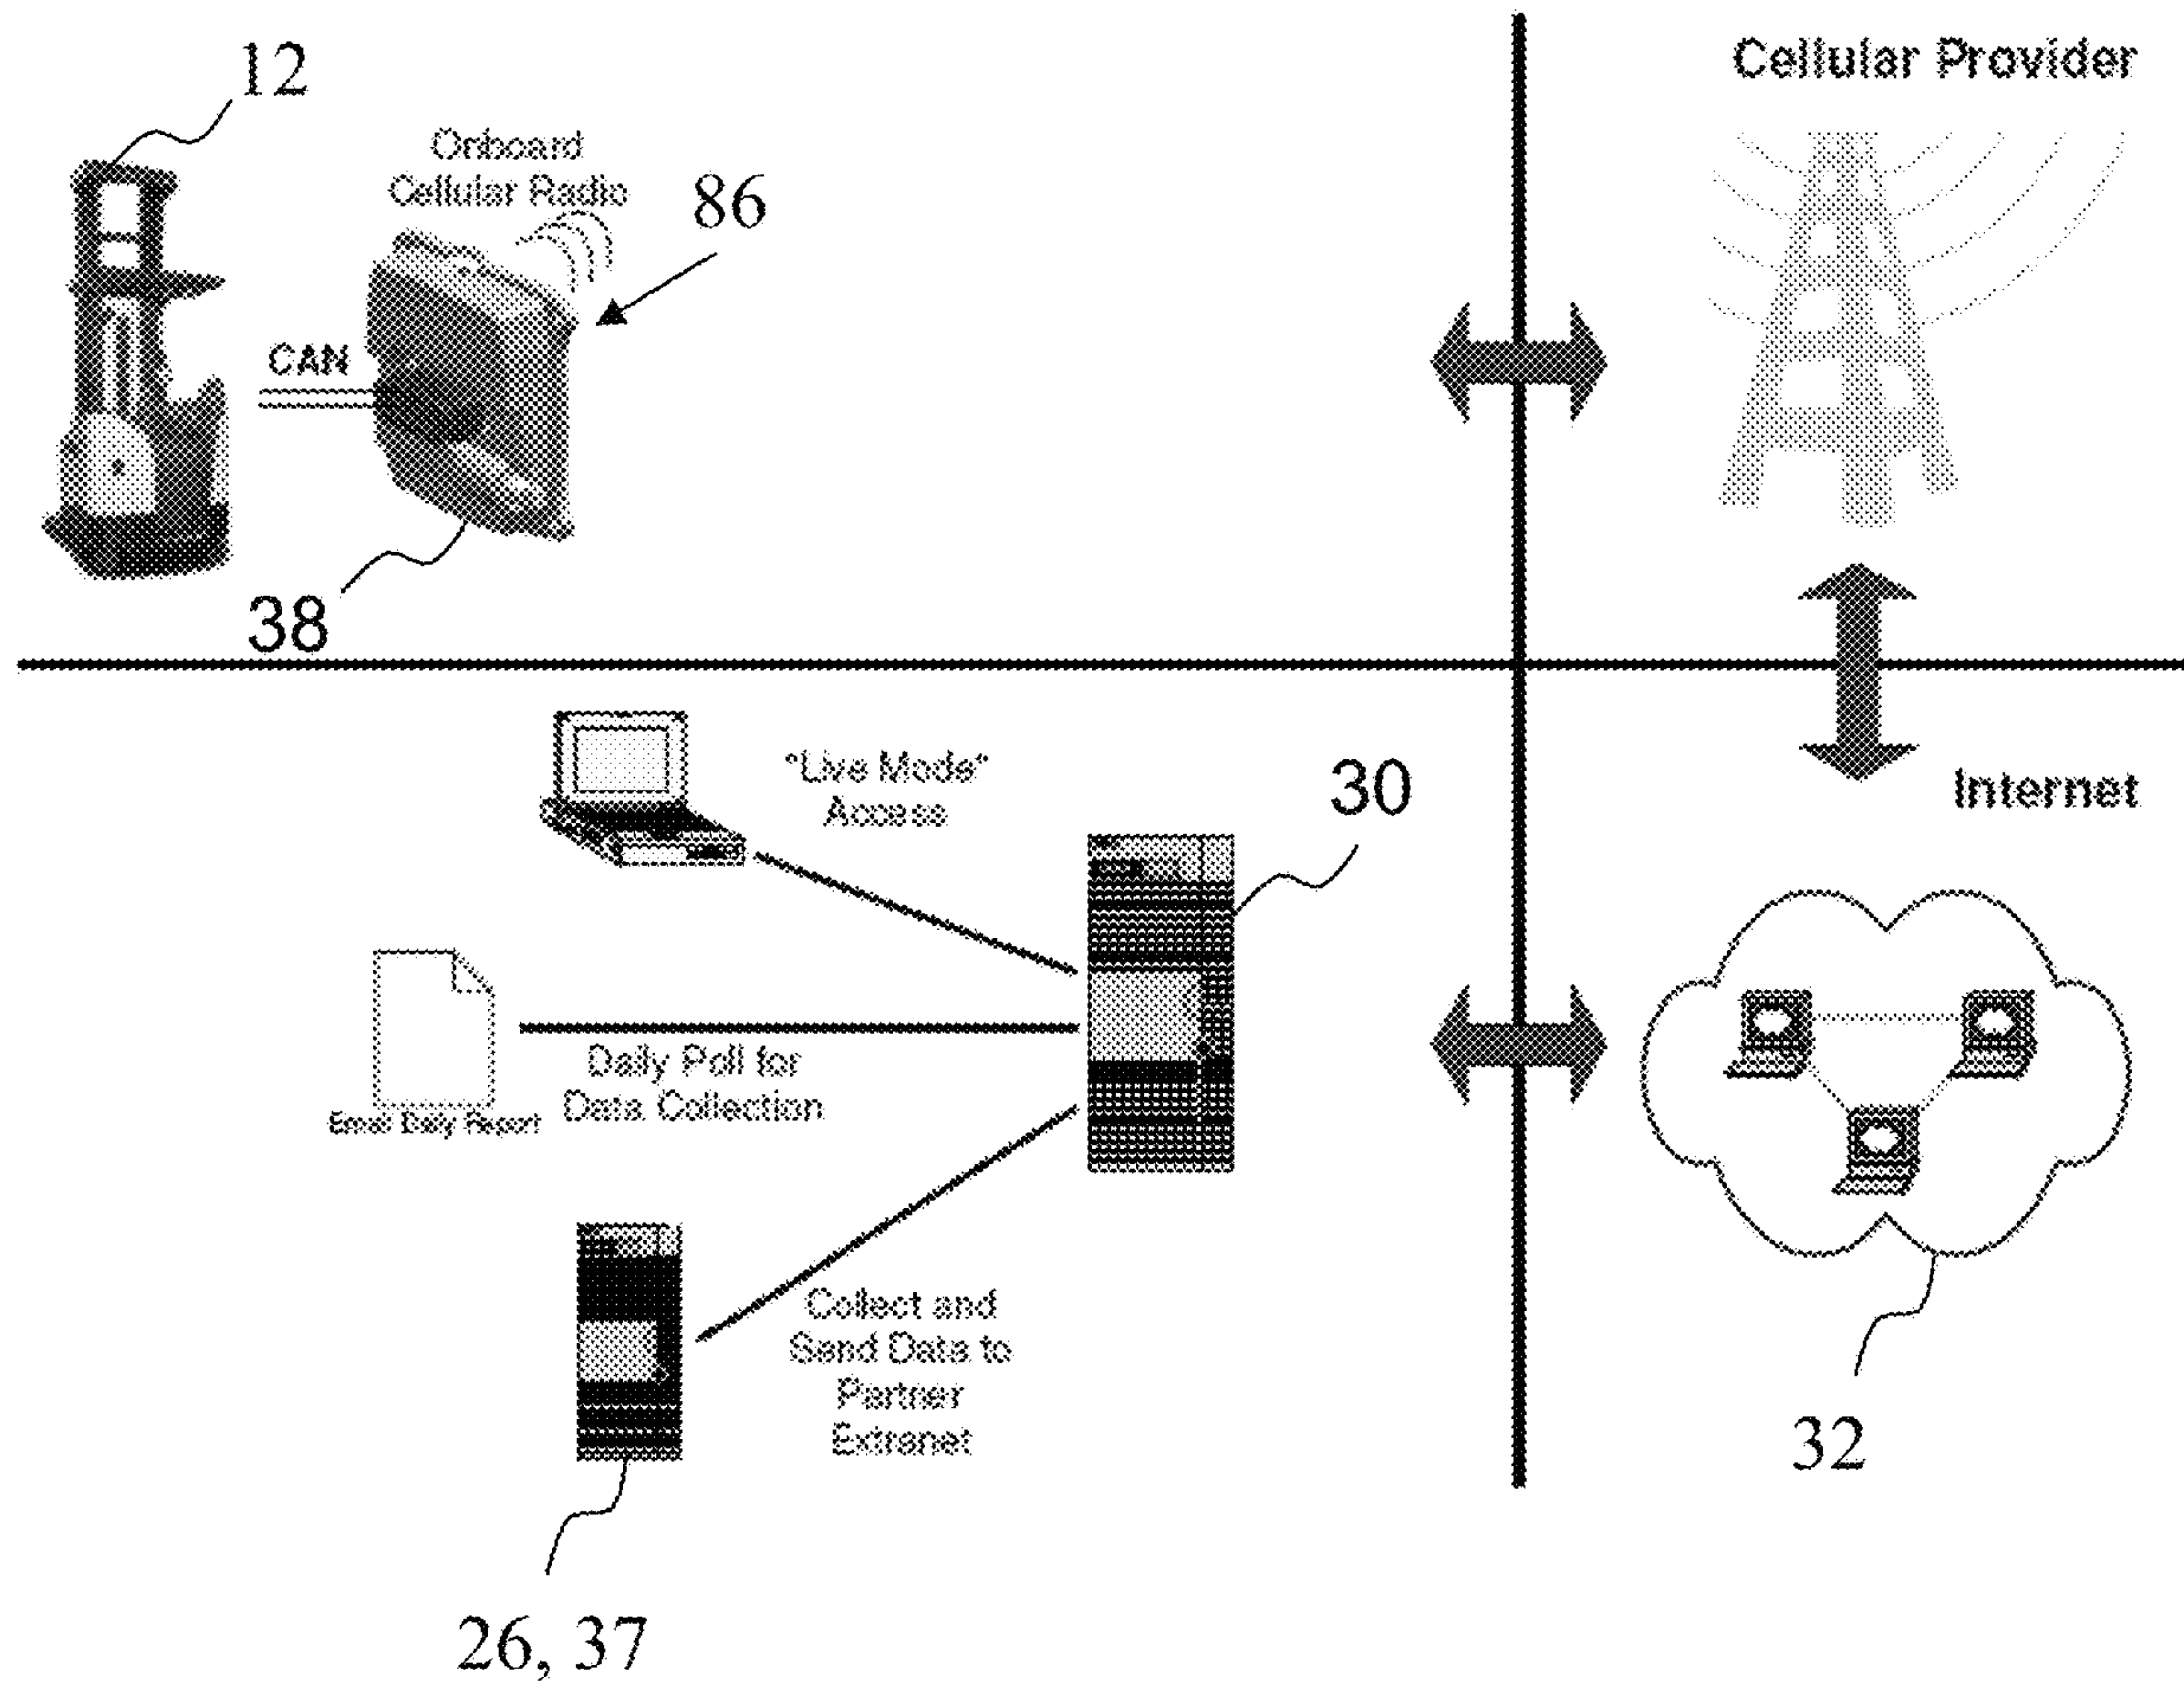 12
Cellular Provider
Onboard
Cellular Radio
86
CAN
38
"Live Mode"
Access
30
Internet
Daily Poll for
Data Collection
Email Daily Report
Collect and
Send Data to
Partner
Extranet
32
26, 37